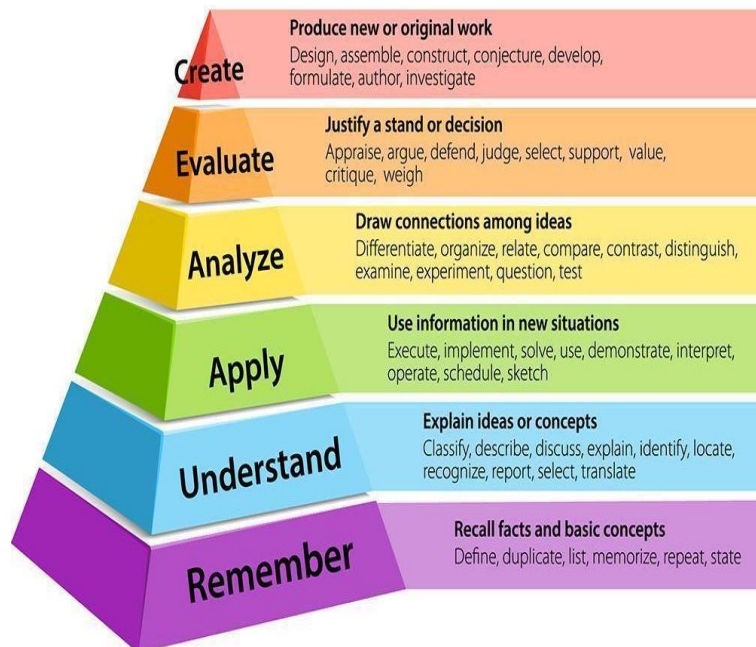 Create
Produce new or original work
Design, assemble, construct, conjecture, develop,
formulate, author, investigate
Evaluate
Justify a stand or decision
Appraise, argue, defend, judge, select, support, value,
critique, weigh
Analyze
Draw connections among ideas
Differentiate, organize, relate, compare, contrast, distinguish,
examine, experiment, question, test
Apply
Use information in new situations
Execute, implement, solve, use, demonstrate, interpret,
operate, schedule, sketch
Understand
Explain ideas or concepts
Classify, describe, discuss, explain, identify, locate,
recognize, report, select, translate
Remember
Recall facts and basic concepts
Define, duplicate, list, memorize, repeat, state